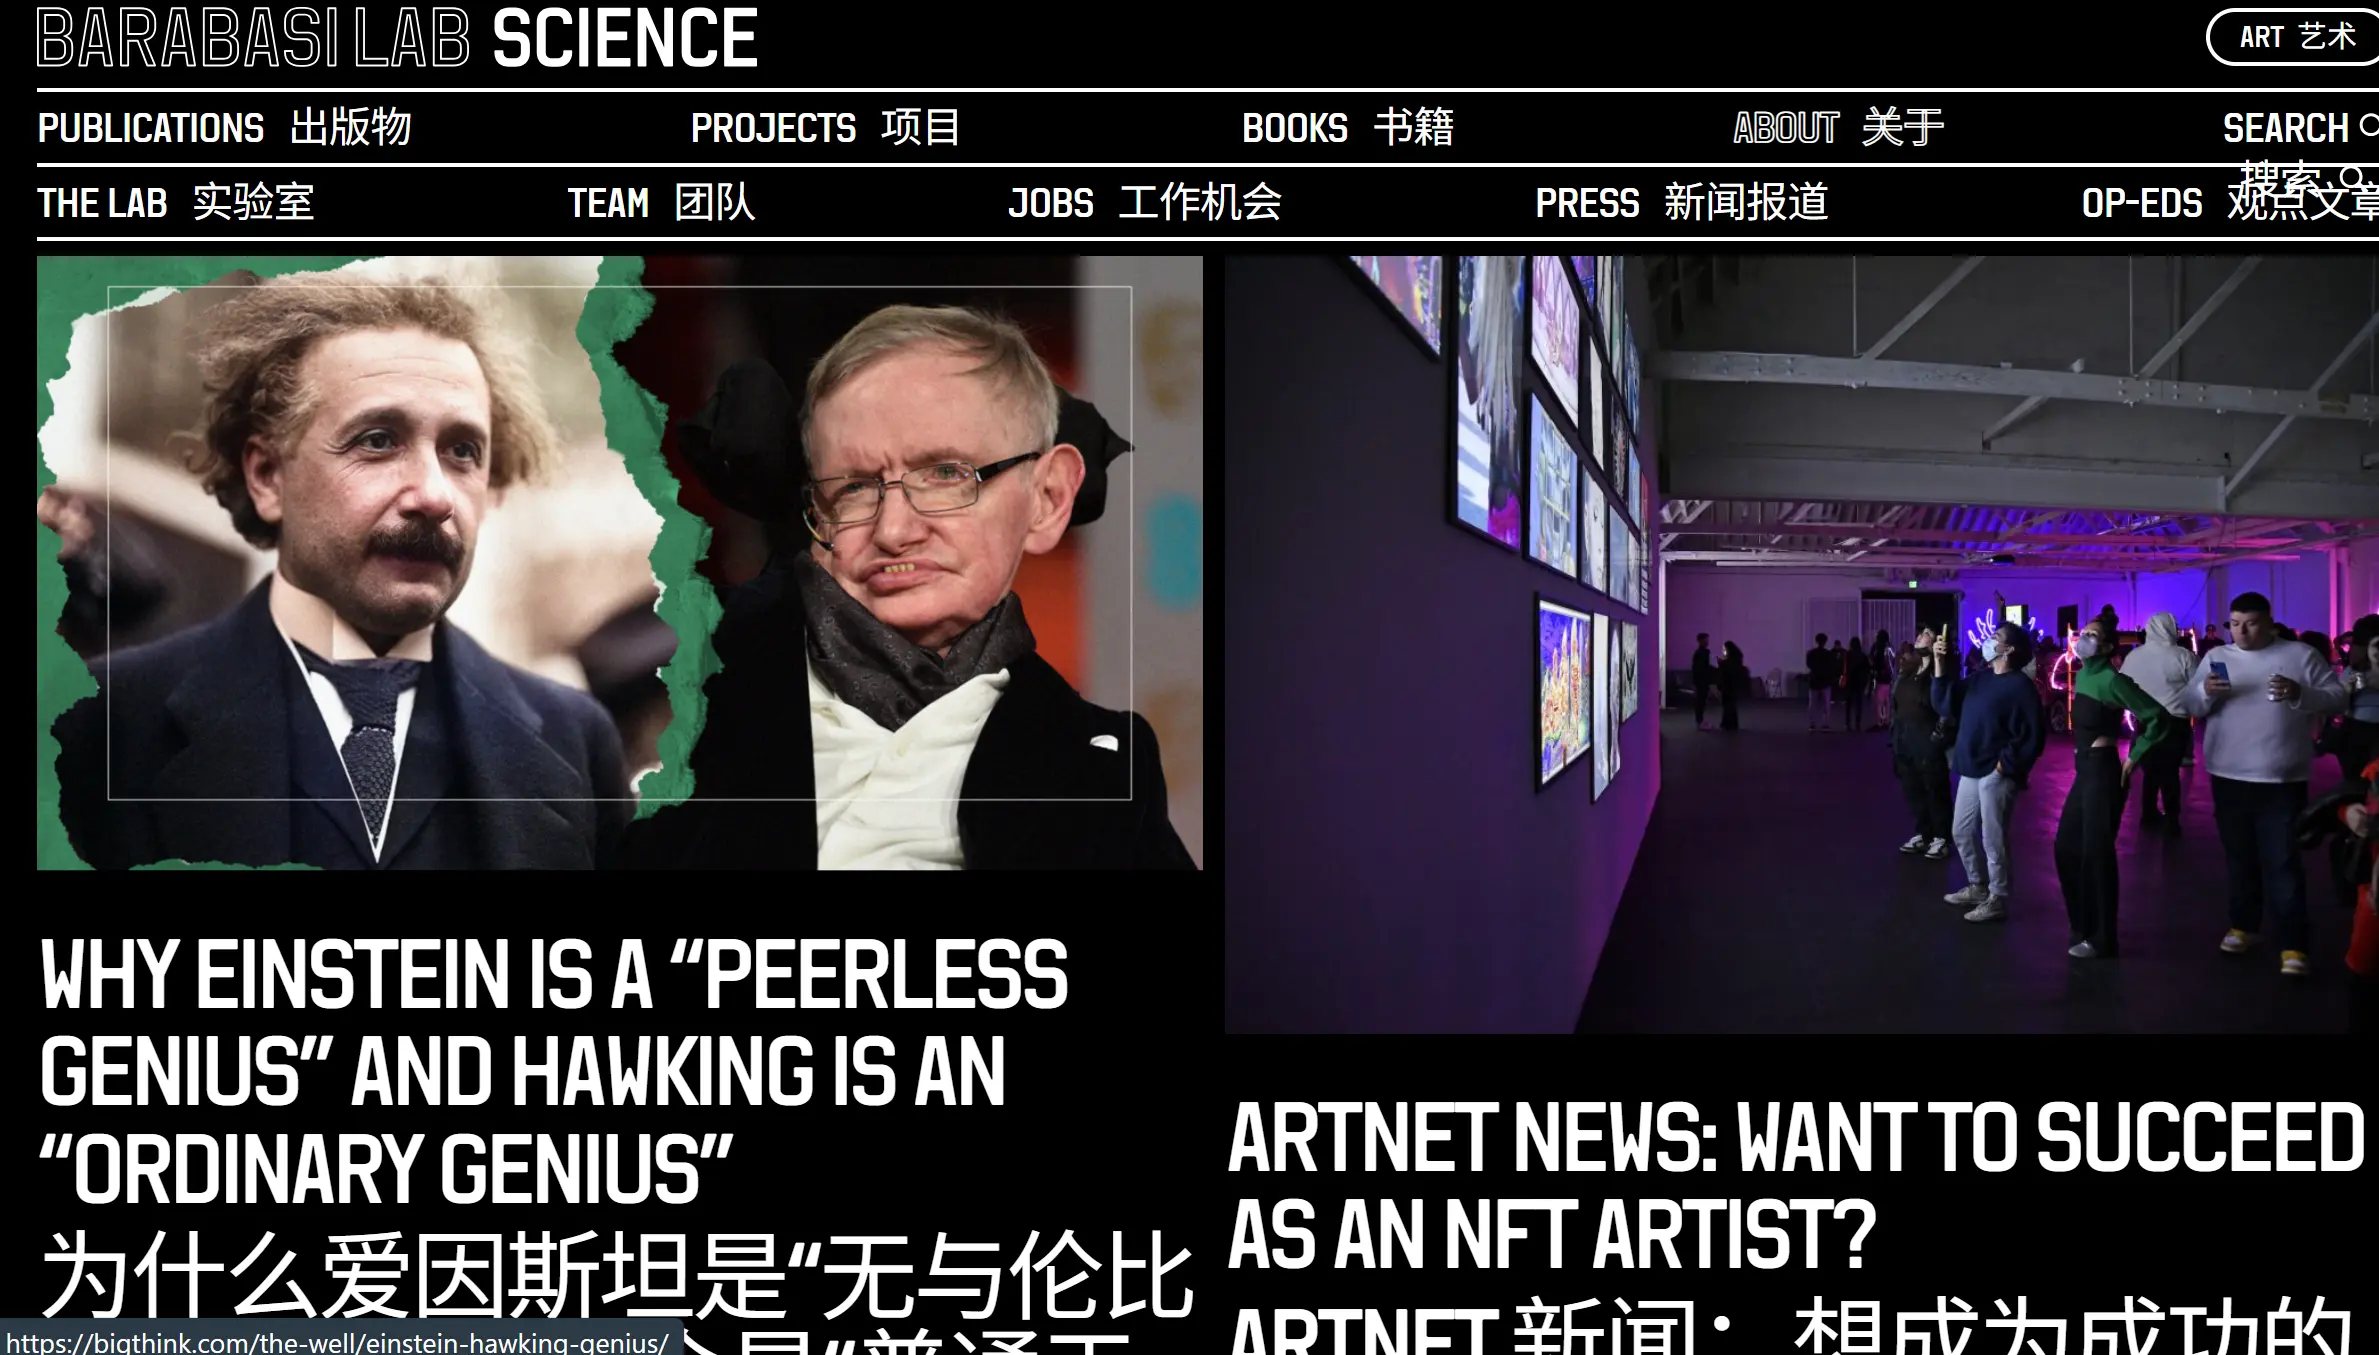 BARABASI LAB SCIENCE
ART 艺术
PUBLICATIONS 出版物 PROJECTS 项目 BOOKS 书籍 ABOUT 关于 SEARCH
搜索
THE LAB 实验室 TEAM 团队 JOBS 工作机会 PRESS 新闻报道 OP-EDS 观点文章
WHY EINSTEIN IS A “PEERLESS
GENIUS” AND HAWKING IS AN
“ORDINARY GENIUS”
为什么爱因斯坦是“无与伦比
是“普通天
https://bigthink.com/the-well/einstein-hawking-genius/
ARTNET NEWS: WANT TO SUCCEED
AS AN NFT ARTIST?
ARTNET 新闻：想成为成功的